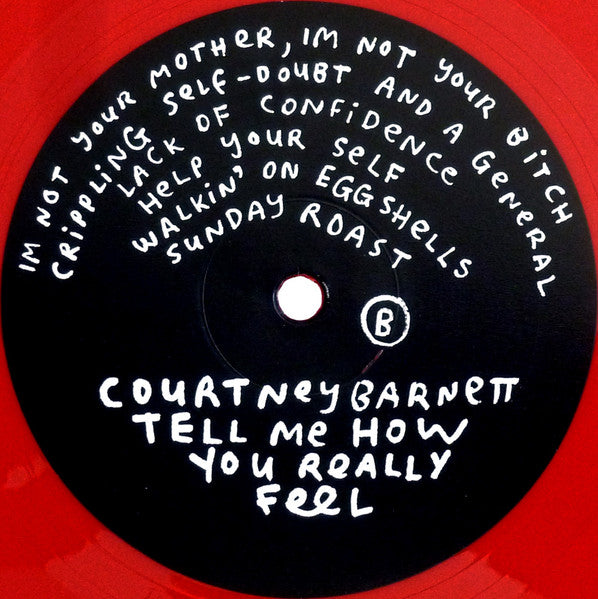 IM NOT YOUR MOTHER, IM NOT YOUR BITCH
CRIPPLING SELF-DOUBT AND A GENERAL
LACK OF CONFIDENCE
HELP YOUR SELF
WALKIN' ON EGGSHELLS
SUNDAY ROAST
B
COURTNEY BARNETT
TELL ME HOW
YOU REALLY
FEEL